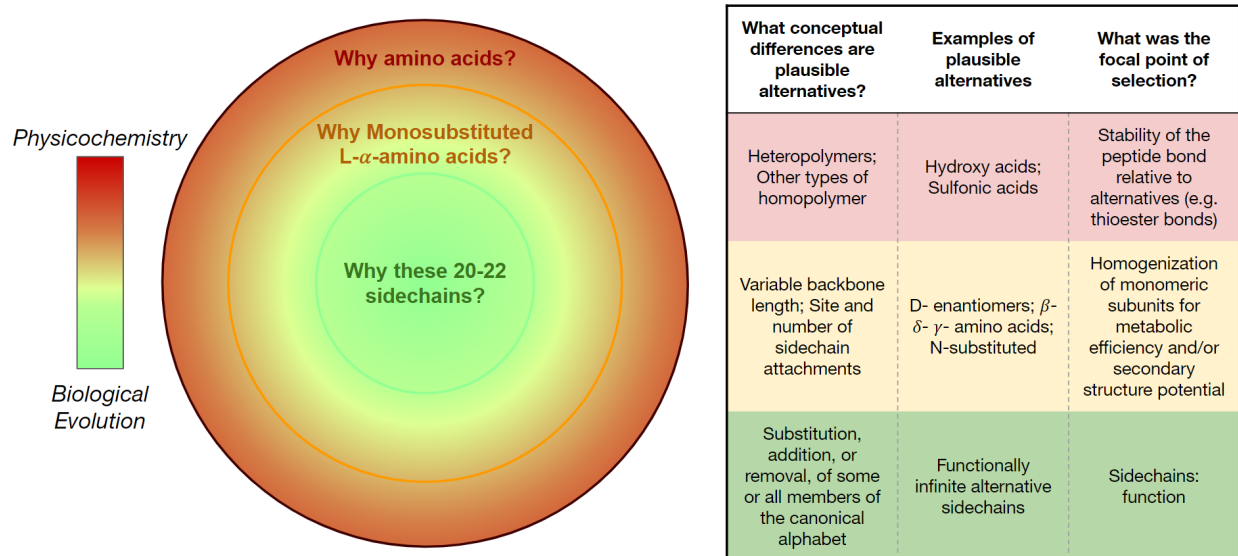 Why amino acids?
Why Monosubstituted
L-α-amino acids?
Why these 20-22
sidechains?
Physicochemistry
Biological
Evolution
What conceptual
differences are
plausible
alternatives?
Examples of
plausible
alternatives
What was the
focal point of
selection?
Heteropolymers;
Other types of
homopolymer
Hydroxy acids;
Sulfonic acids
Stability of the
peptide bond
relative to
alternatives (e.g.
thioester bonds)
Variable backbone
length; Site and
number of
sidechain
attachments
D- enantiomers; β-
δ- γ- amino acids;
N-substituted
Homogenization
of monomeric
subunits for
metabolic
efficiency and/or
secondary
structure potential
Substitution,
addition, or
removal, of some
or all members of
the canonical
alphabet
Functionally
infinite alternative
sidechains
Sidechains:
function